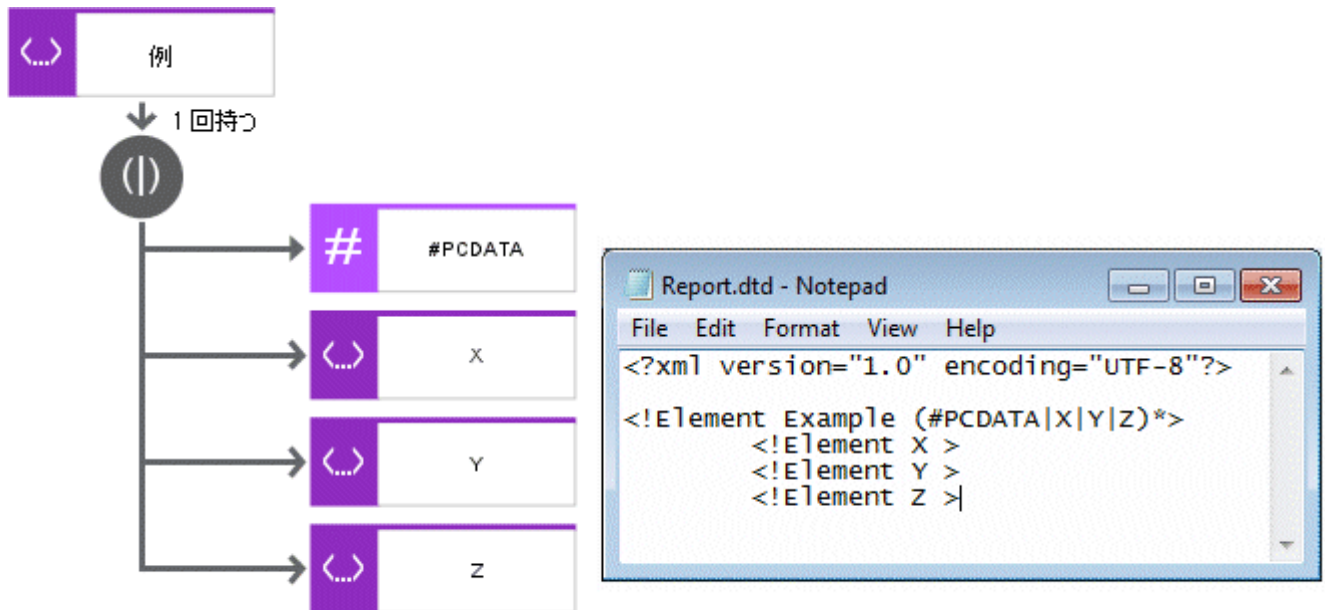 <...> 例
1 回持つ
(|)
# #PCDATA
<...> X
<...> Y
<...> Z
Report.dtd - Notepad
File Edit Format View Help
<?xml version="1.0" encoding="UTF-8"?>
<!Element Example (#PCDATA|X|Y|Z)*>
<!Element X >
<!Element Y >
<!Element Z >